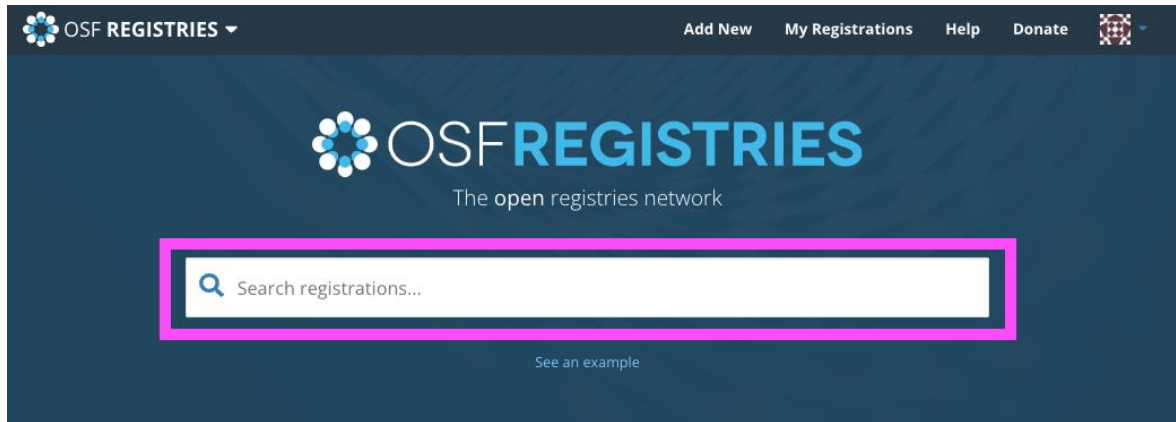 OSF REGISTRIES Add New My Registrations Help Donate
OSFREGISTRIES
The open registries network
Search registrations...
See an example